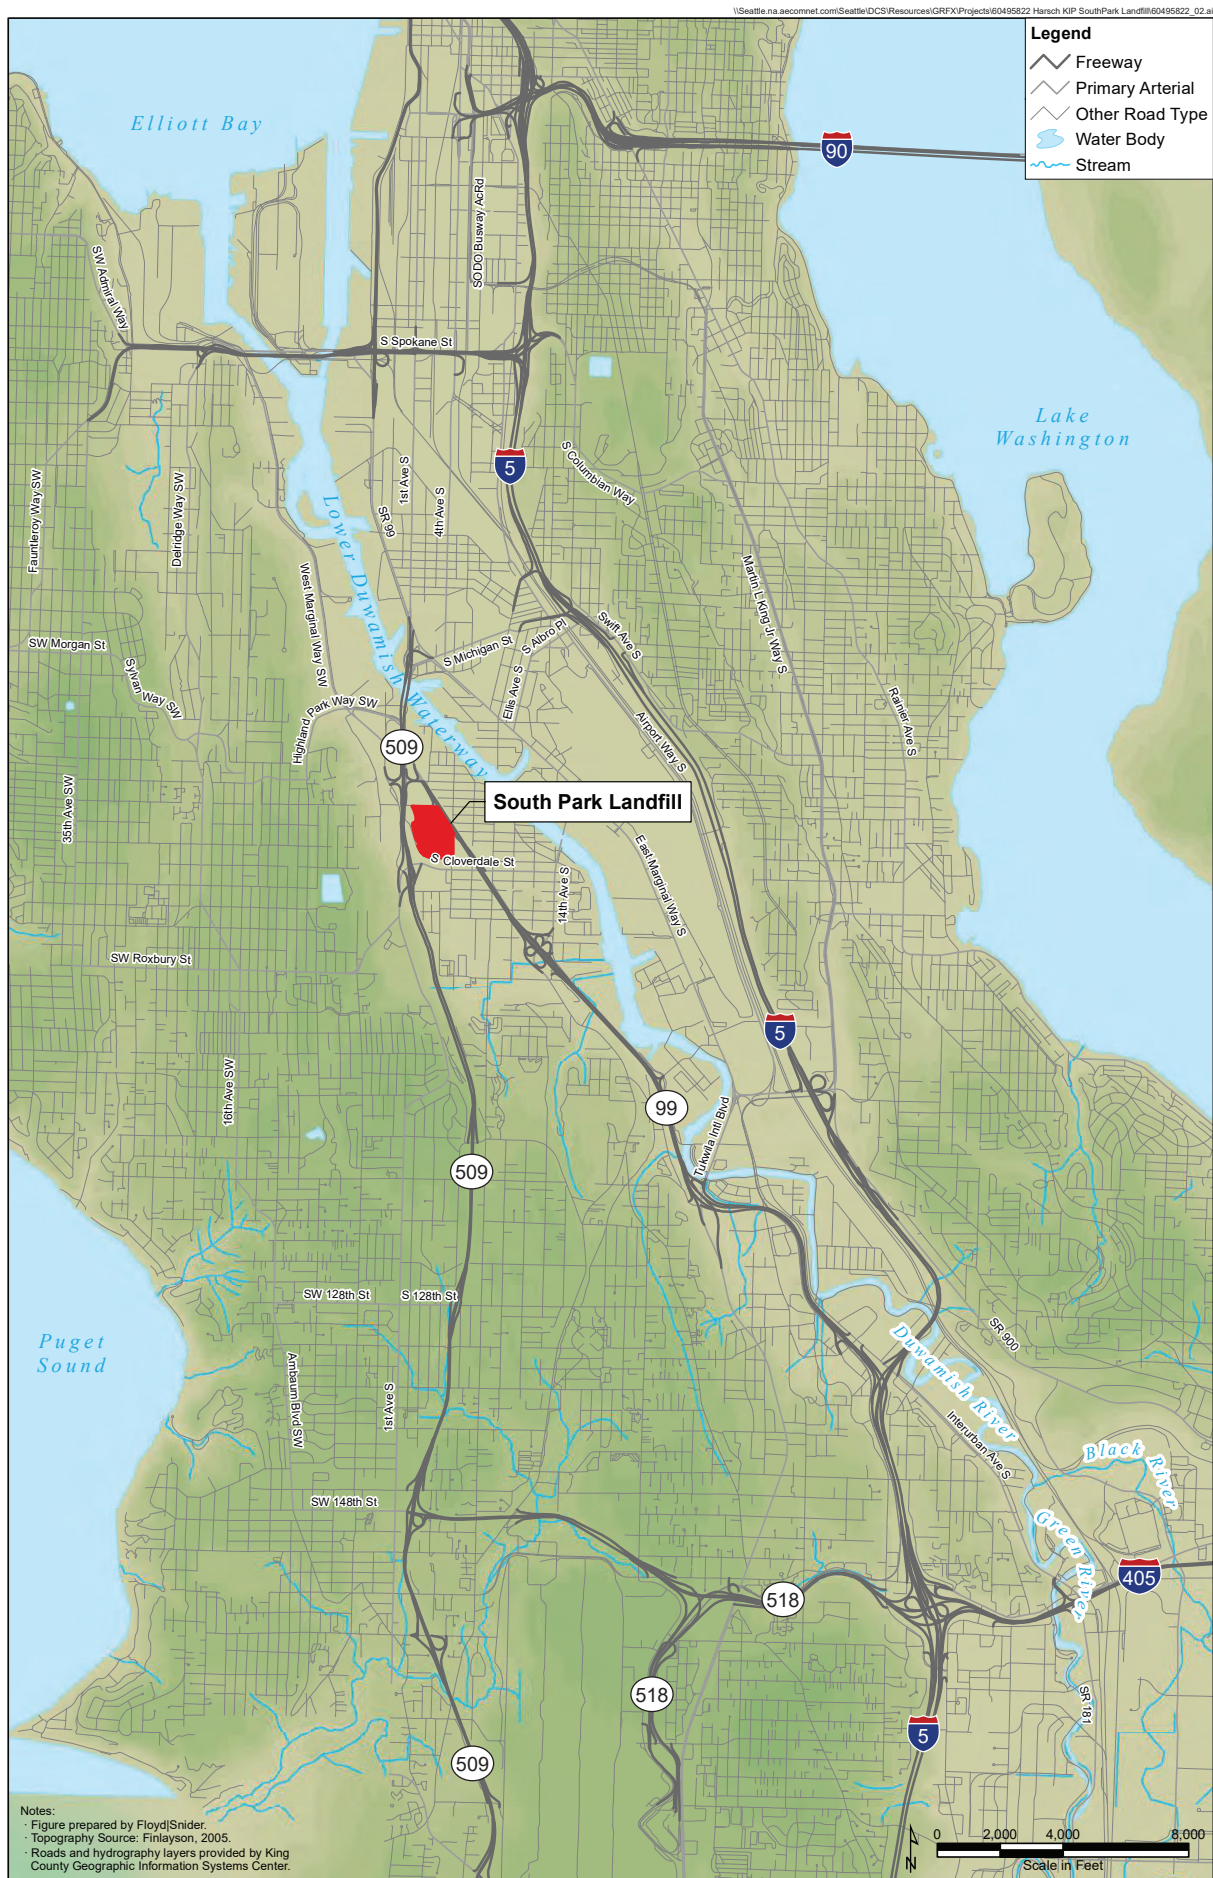 \\Seattle.na.aecomnet.com\Seattle\DCS\Resources\GRFX\Projects\60495822 Harsch KIP SouthPark Landfill\60495822_02.ai
Legend
Freeway
Primary Arterial
Other Road Type
Water Body
Stream
Elliott Bay
90
SODO Busway AcRd
SW Admiral Way
S Spokane St
Lake
Washington
5
S Columbian Way
1st Ave S
4th Ave S
SR 99
Fauntleroy Way SW
Delridge Way SW
Lower Duwamish Waterway
West Marginal Way SW
Martin L King Jr Way S
Swift Ave S
S Albro Pl
S Michigan St
Ellis Ave S
SW Morgan St
Sylvan Way SW
Highland Park Way SW
Rainier Ave S
Airport Way S
509
South Park Landfill
35th Ave SW
S Cloverdale St
East Marginal Way S
14th Ave S
SW Roxbury St
5
16th Ave SW
99
Tukwila Intl Blvd
509
SW 128th St
S 128th St
Puget
Sound
SR 900
Duwamish River
Ambaum Blvd SW
1st Ave S
Interurban Ave S
Black River
SW 148th St
Green River
405
518
518
SR 181
5
509
Notes:
· Figure prepared by Floyd|Snider.
· Topography Source: Finlayson, 2005.
· Roads and hydrography layers provided by King
County Geographic Information Systems Center.
N
0 2,000 4,000 8,000
Scale in Feet